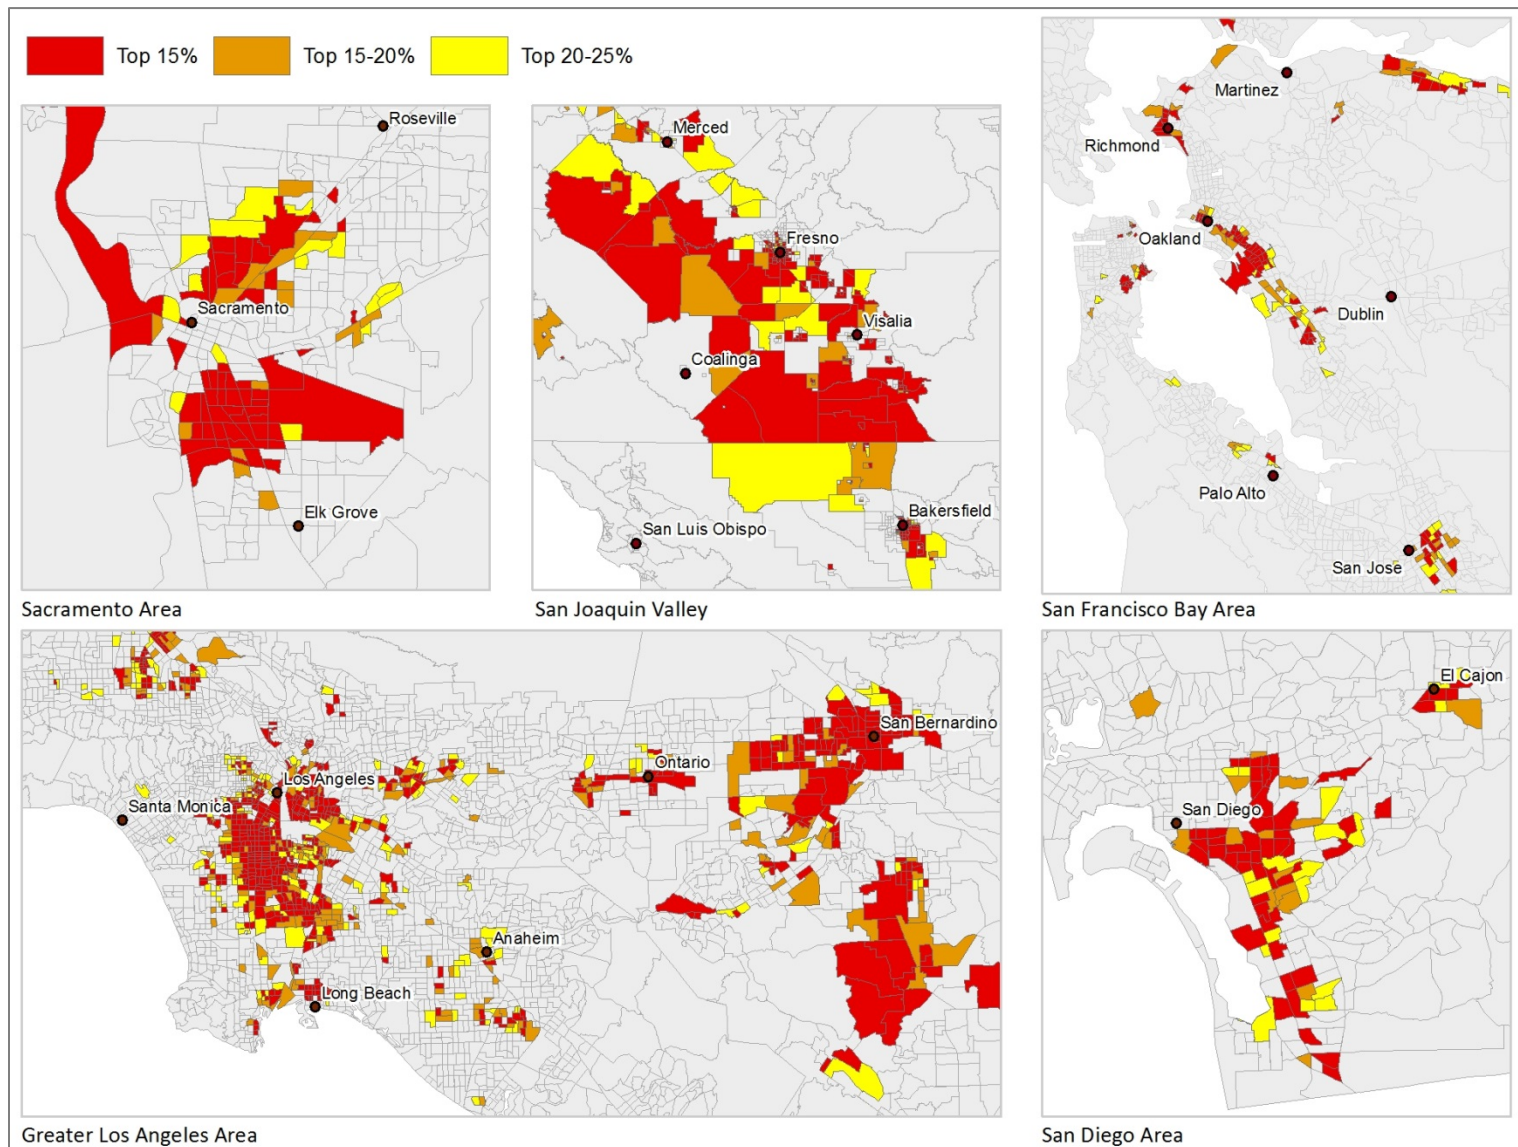 Top 15% Top 15-20% Top 20-25%
Roseville
Sacramento
Elk Grove
Sacramento Area
Merced
Fresno
Visalia
Coalinga
Bakersfield
San Luis Obispo
San Joaquin Valley
Martinez
Richmond
Oakland
Dublin
Palo Alto
San Jose
San Francisco Bay Area
San Bernardino
Ontario
Los Angeles
Santa Monica
Anaheim
Long Beach
Greater Los Angeles Area
El Cajon
San Diego
San Diego Area